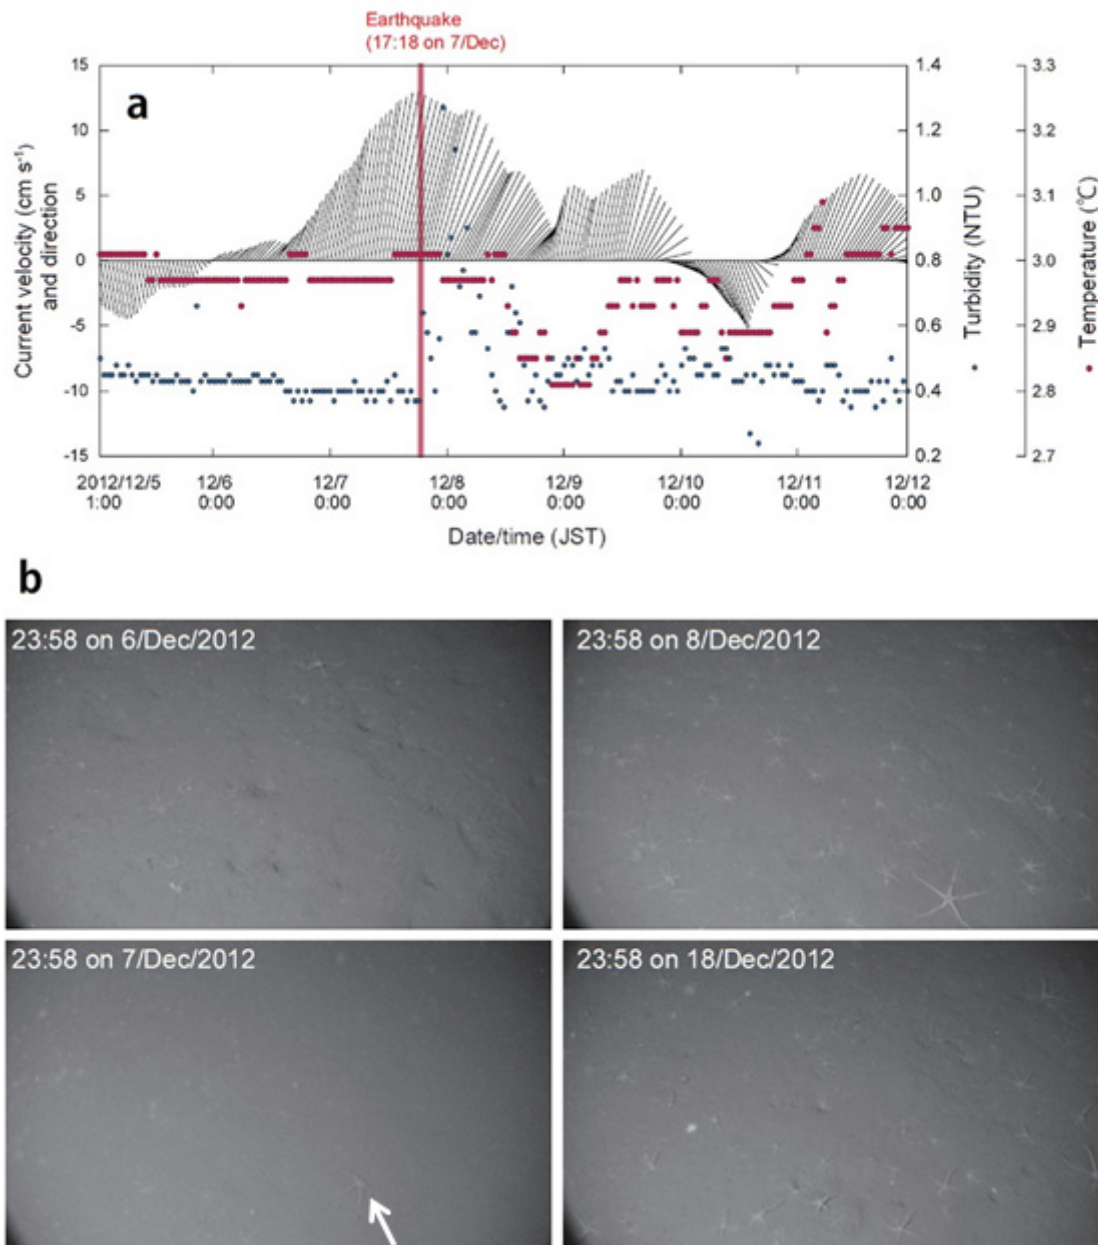 Earthquake
(17:18 on 7/Dec)
a
15
10
5
0
-5
-10
-15
Current velocity (cm s⁻¹)
and direction
1.4
1.2
1.0
0.8
0.6
0.4
0.2
Turbidity (NTU)
3.3
3.2
3.1
3.0
2.9
2.8
2.7
Temperature (℃)
2012/12/5
1:00
12/6
0:00
12/7
0:00
12/8
0:00
12/9
0:00
12/10
0:00
12/11
0:00
12/12
0:00
Date/time (JST)
b
23:58 on 6/Dec/2012
23:58 on 8/Dec/2012
23:58 on 7/Dec/2012
23:58 on 18/Dec/2012